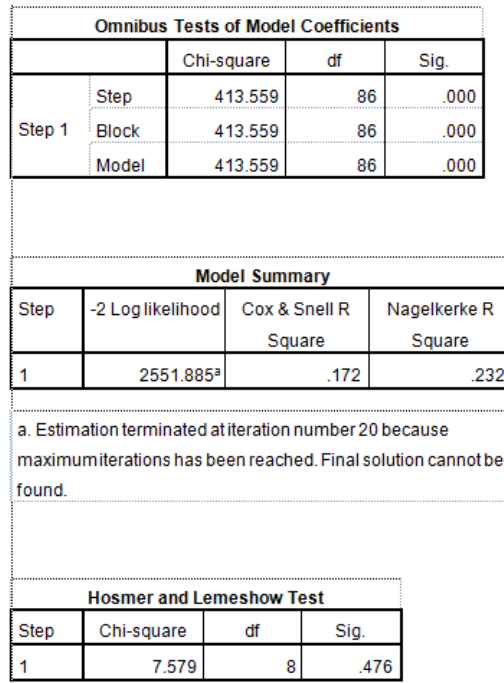 Omnibus Tests of Model Coefficients
Chi-square df Sig.
Step 1 Step 413.559 86 .000
Block 413.559 86 .000
Model 413.559 86 .000
Model Summary
Step -2 Log likelihood Cox & Snell R Square Nagelkerke R Square
1 2551.885ª .172 .232
a. Estimation terminated at iteration number 20 because
maximum iterations has been reached. Final solution cannot be
found.
Hosmer and Lemeshow Test
Step Chi-square df Sig.
1 7.579 8 .476